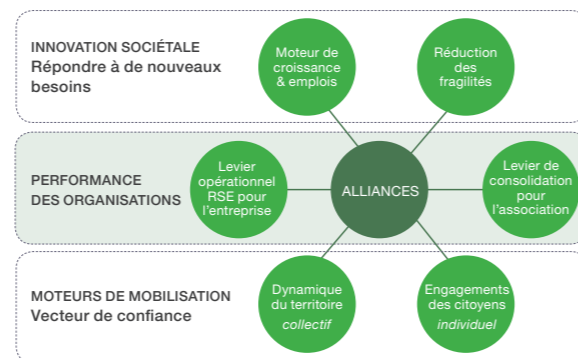 INNOVATION SOCIÉTALE
Répondre à de nouveaux
besoins
Moteur de
croissance
& emplois
Réduction
des
fragilités
PERFORMANCE
DES ORGANISATIONS
Levier
opérationnel
RSE pour
l'entreprise
ALLIANCES
Levier de
consolidation
pour
l'association
MOTEURS DE MOBILISATION
Vecteur de confiance
Dynamique
du territoire
collectif
Engagements
des citoyens
individuel